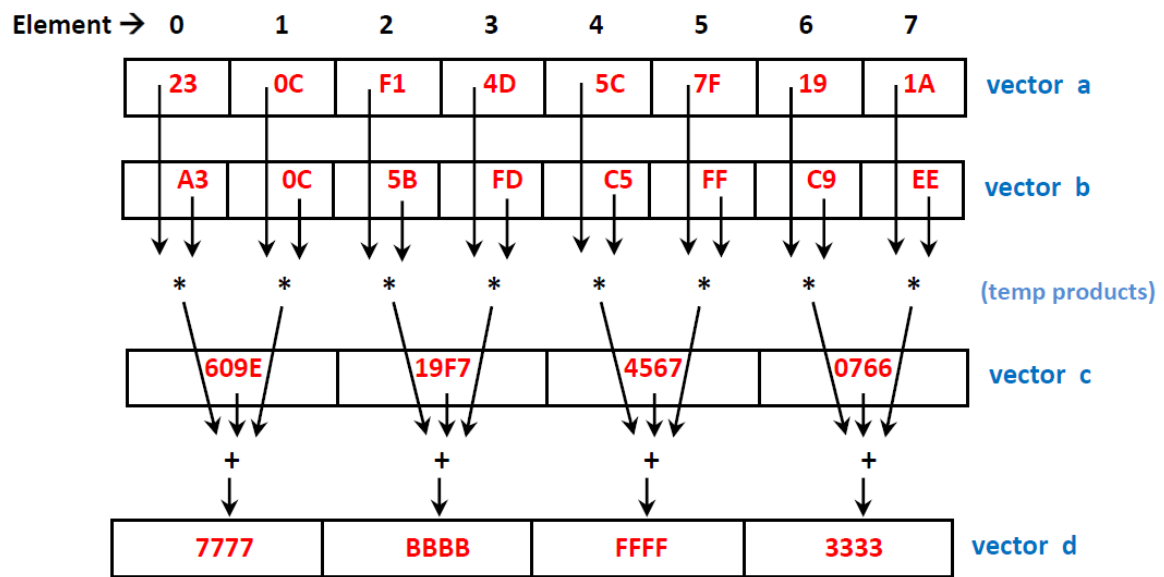 Element → 0 1 2 3 4 5 6 7
23 0C F1 4D 5C 7F 19 1A vector a
A3 0C 5B FD C5 FF C9 EE vector b
* * * * * * * * (temp products)
609E 19F7 4567 0766 vector c
+ + + +
7777 BBBB FFFF 3333 vector d